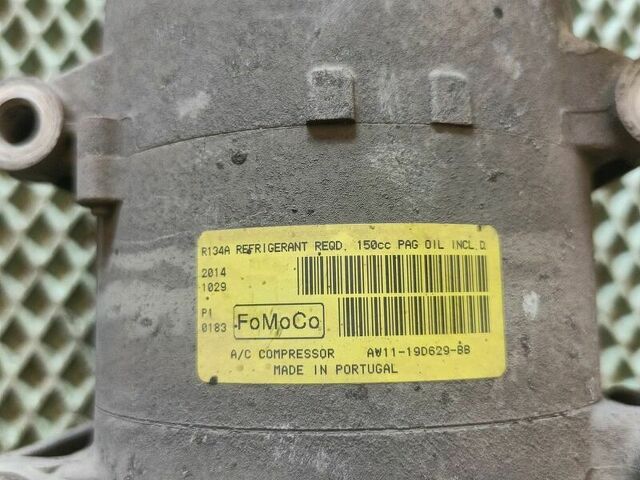 R134A REFRIGERANT REQD. 150cc PAG OIL INCL.D.
2014
1029
P1
0183
FoMoCo
A/C COMPRESSOR AV11-19D629-BB
MADE IN PORTUGAL